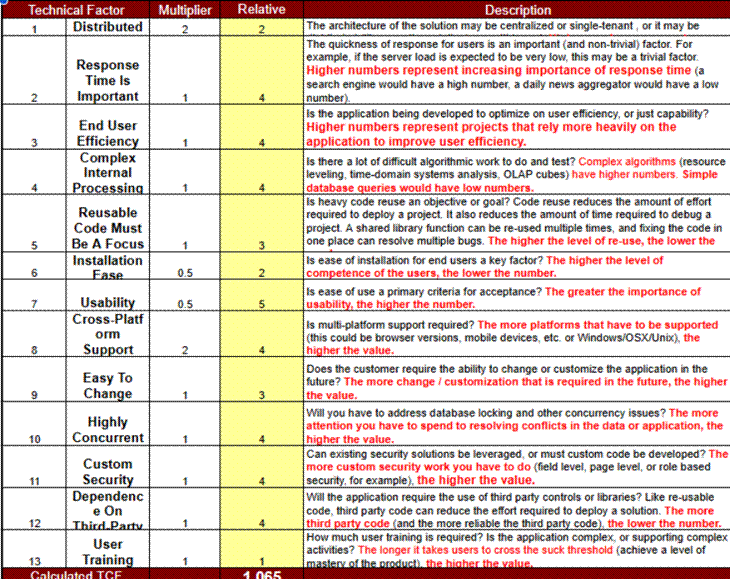 Technical Factor Multiplier Relative Description
1 Distributed 2 2 The architecture of the solution may be centralized or single-tenant , or it may be
2 Response Time Is Important 1 4 The quickness of response for users is an important (and non-trivial) factor. For
example, if the server load is expected to be very low, this may be a trivial factor.
Higher numbers represent increasing importance of response time (a
search engine would have a high number, a daily news aggregator would have a low
number).
3 End User Efficiency 1 4 Is the application being developed to optimize on user efficiency, or just capability?
Higher numbers represent projects that rely more heavily on the
application to improve user efficiency.
4 Complex Internal Processing 1 4 Is there a lot of difficult algorithmic work to do and test? Complex algorithms (resource
leveling, time-domain systems analysis, OLAP cubes) have higher numbers. Simple
database queries would have low numbers.
5 Reusable Code Must Be A Focus 1 3 Is heavy code reuse an objective or goal? Code reuse reduces the amount of effort
required to deploy a project. It also reduces the amount of time required to debug a
project. A shared library function can be re-used multiple times, and fixing the code in
one place can resolve multiple bugs. The higher the level of re-use, the lower the
6 Installation Ease 0.5 2 Is ease of installation for end users a key factor? The higher the level of
competence of the users, the lower the number.
7 Usability 0.5 5 Is ease of use a primary criteria for acceptance? The greater the importance of
usability, the higher the number.
8 Cross-Platf orm Support 2 4 Is multi-platform support required? The more platforms that have to be supported
(this could be browser versions, mobile devices, etc. or Windows/OSX/Unix), the
higher the value.
9 Easy To Change 1 3 Does the customer require the ability to change or customize the application in the
future? The more change / customization that is required in the future, the higher
the value.
10 Highly Concurrent 1 4 Will you have to address database locking and other concurrency issues? The more
attention you have to spend to resolving conflicts in the data or application, the
higher the value.
11 Custom Security 1 4 Can existing security solutions be leveraged, or must custom code be developed? The
more custom security work you have to do (field level, page level, or role based
security, for example), the higher the value.
12 Dependenc e On Third-Party 1 4 Will the application require the use of third party controls or libraries? Like re-usable
code, third party code can reduce the effort required to deploy a solution. The more
third party code (and the more reliable the third party code), the lower the number.
13 User Training 1 1 How much user training is required? Is the application complex, or supporting complex
activities? The longer it takes users to cross the suck threshold (achieve a level of
mastery of the product), the higher the value.
Calculated TCF 1.065